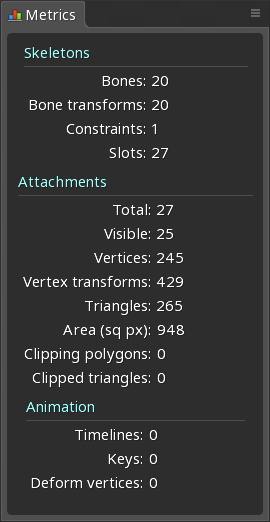 Metrics
Skeletons
Bones: 20
Bone transforms: 20
Constraints: 1
Slots: 27
Attachments
Total: 27
Visible: 25
Vertices: 245
Vertex transforms: 429
Triangles: 265
Area (sq px): 948
Clipping polygons: 0
Clipped triangles: 0
Animation
Timelines: 0
Keys: 0
Deform vertices: 0